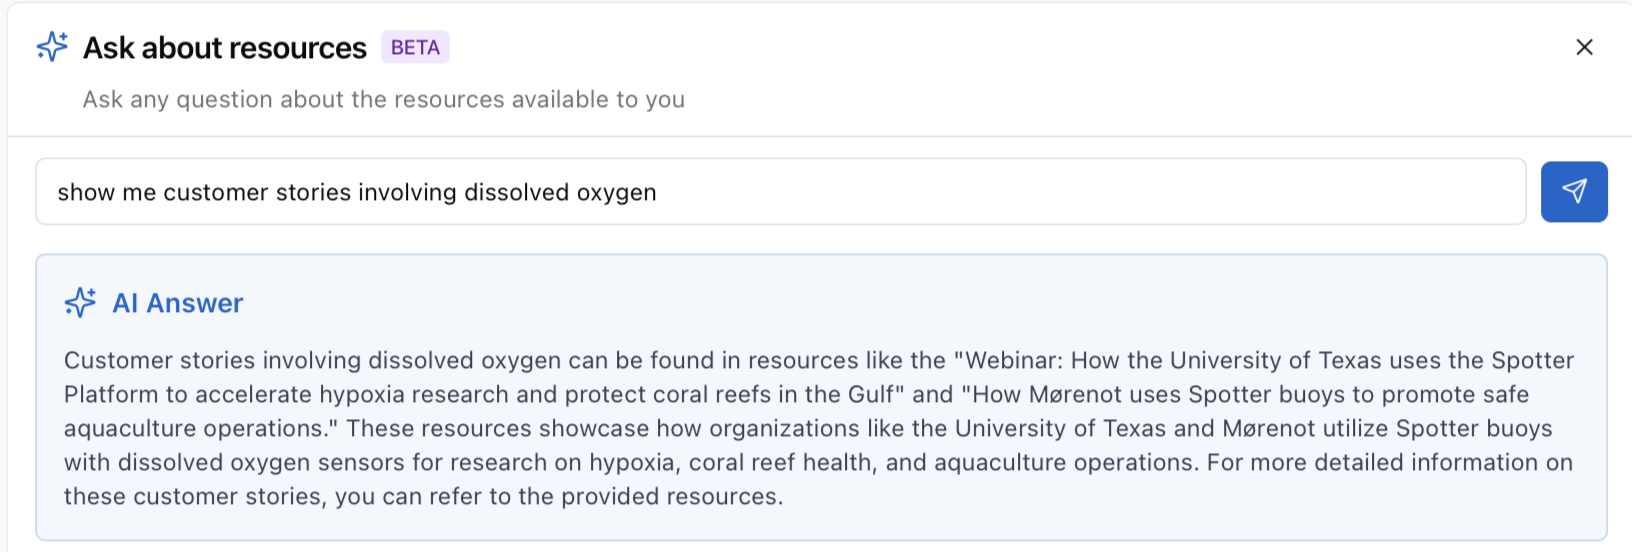 Ask about resources BETA
Ask any question about the resources available to you
show me customer stories involving dissolved oxygen
AI Answer
Customer stories involving dissolved oxygen can be found in resources like the "Webinar: How the University of Texas uses the Spotter
Platform to accelerate hypoxia research and protect coral reefs in the Gulf" and "How Mørenot uses Spotter buoys to promote safe
aquaculture operations." These resources showcase how organizations like the University of Texas and Mørenot utilize Spotter buoys
with dissolved oxygen sensors for research on hypoxia, coral reef health, and aquaculture operations. For more detailed information on
these customer stories, you can refer to the provided resources.